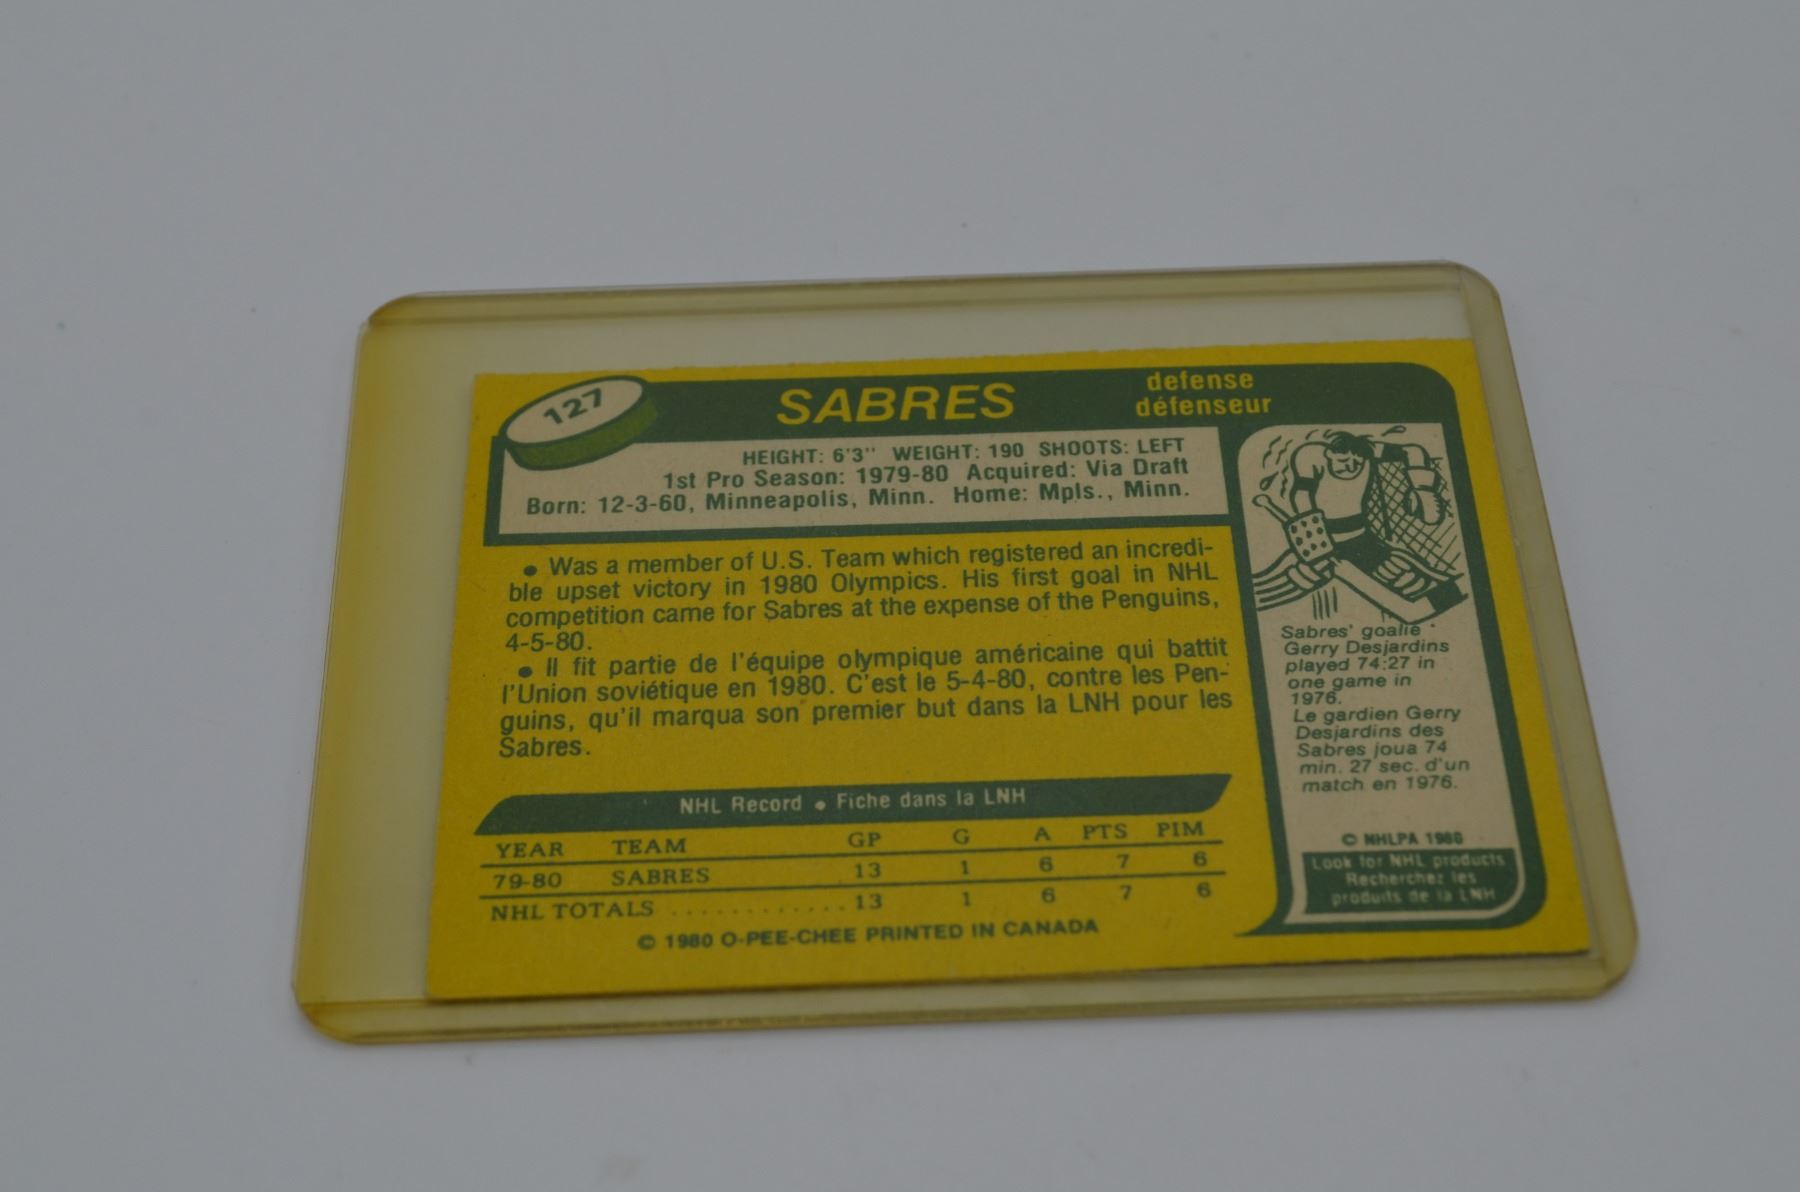 127
SABRES
defense
défenseur
HEIGHT: 6'3'' WEIGHT: 190 SHOOTS: LEFT
1st Pro Season: 1979-80 Acquired: Via Draft
Born: 12-3-60, Minneapolis, Minn. Home: Mpls., Minn.
● Was a member of U.S. Team which registered an incredi-
ble upset victory in 1980 Olympics. His first goal in NHL
competition came for Sabres at the expense of the Penguins,
4-5-80.
● Il fit partie de l'équipe olympique américaine qui battit
l'Union soviétique en 1980. C'est le 5-4-80, contre les Pen-
guins, qu'il marqua son premier but dans la LNH pour les
Sabres.
NHL Record ● Fiche dans la LNH
YEAR TEAM GP G A PTS PIM
79-80 SABRES 13 1 6 7 6
NHL TOTALS ............. 13 1 6 7 6
© 1980 O-PEE-CHEE PRINTED IN CANADA
Sabres' goalie
Gerry Desjardins
played 74:27 in
one game in
1976.
Le gardien Gerry
Desjardins des
Sabres joua 74
min. 27 sec. d'un
match en 1976.
© NHLPA 1980
Look for NHL products
Recherchez les
produits de la LNH